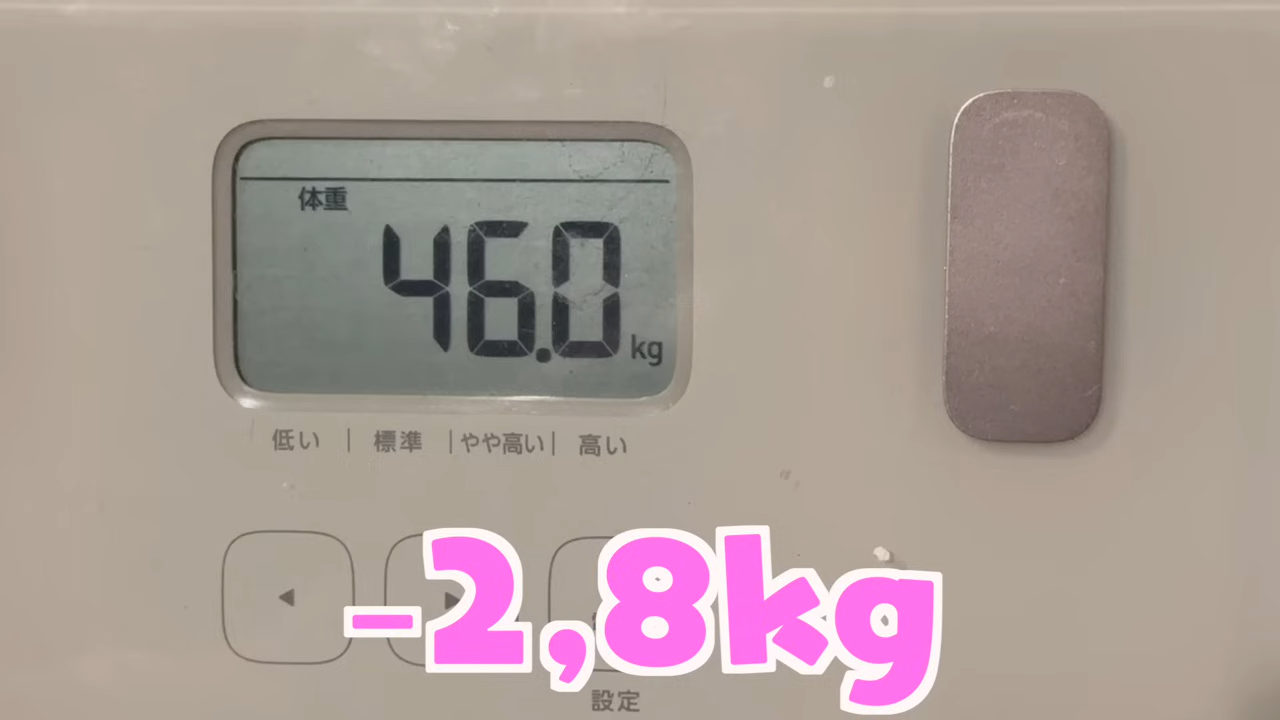 体重
46.0 kg
低い | 標準 | やや高い | 高い
-2,8kg
設定